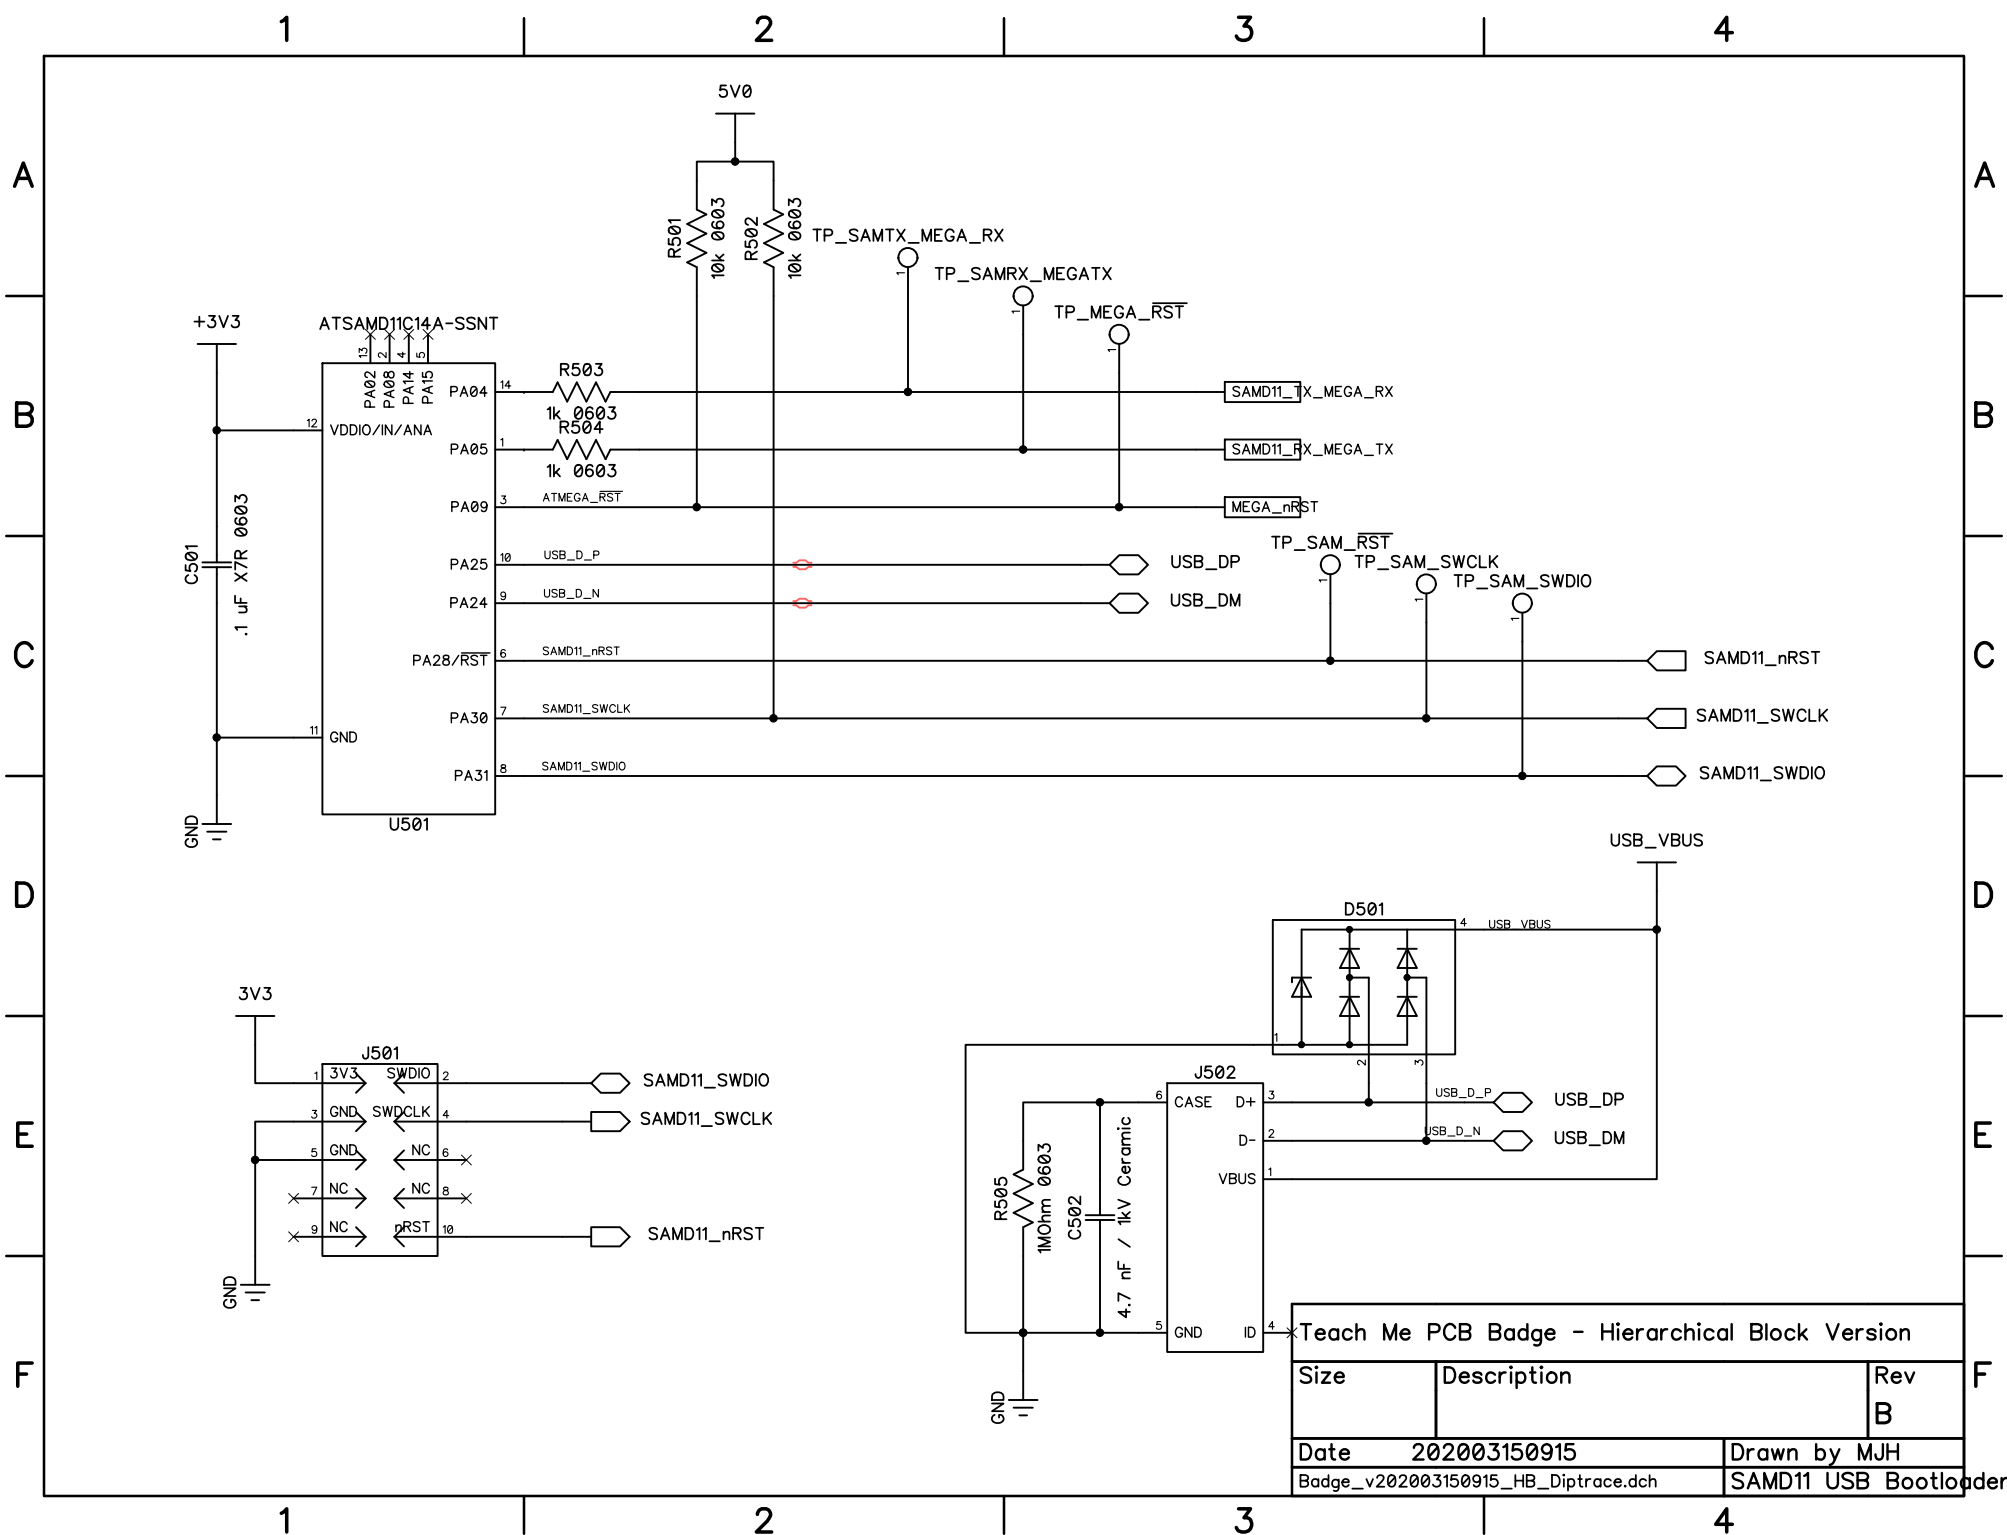 1 2 3 4
A A
B B
C C
D D
E E
F F
5V0
R501
10k 0603
R502
10k 0603
TP_SAMTX_MEGA_RX
1
TP_SAMRX_MEGATX
1
TP_MEGA_RST
1
+3V3
ATSAMD11C14A-SSNT
13 2 4 5
PA02 PA08 PA14 PA15
PA04 14
R503
1k 0603
SAMD11_TX_MEGA_RX
12 VDDIO/IN/ANA
PA05 1
R504
1k 0603
SAMD11_RX_MEGA_TX
PA09 3 ATMEGA_RST
MEGA_nRST
C501
.1 uF X7R 0603
PA25 10 USB_D_P
USB_DP
PA24 9 USB_D_N
USB_DM
TP_SAM_RST
1
TP_SAM_SWCLK
1
TP_SAM_SWDIO
1
PA28/RST 6 SAMD11_nRST
SAMD11_nRST
PA30 7 SAMD11_SWCLK
SAMD11_SWCLK
11 GND
PA31 8 SAMD11_SWDIO
SAMD11_SWDIO
U501
GND
USB_VBUS
D501
4 USB_VBUS
1
2 3
3V3
J501
1 3V3 SWDIO 2
SAMD11_SWDIO
3 GND SWDCLK 4
SAMD11_SWCLK
5 GND NC 6
7 NC NC 8
9 NC nRST 10
SAMD11_nRST
GND
J502
6 CASE D+ 3
USB_D_P
USB_DP
D- 2
USB_D_N
USB_DM
VBUS 1
R505
1MOhm 0603
C502
4.7 nF / 1kV Ceramic
5 GND ID 4
GND
Teach Me PCB Badge - Hierarchical Block Version
Size Description Rev
B
Date 202003150915 Drawn by MJH
Badge_v202003150915_HB_Diptrace.dch SAMD11 USB Bootloader
1 2 3 4